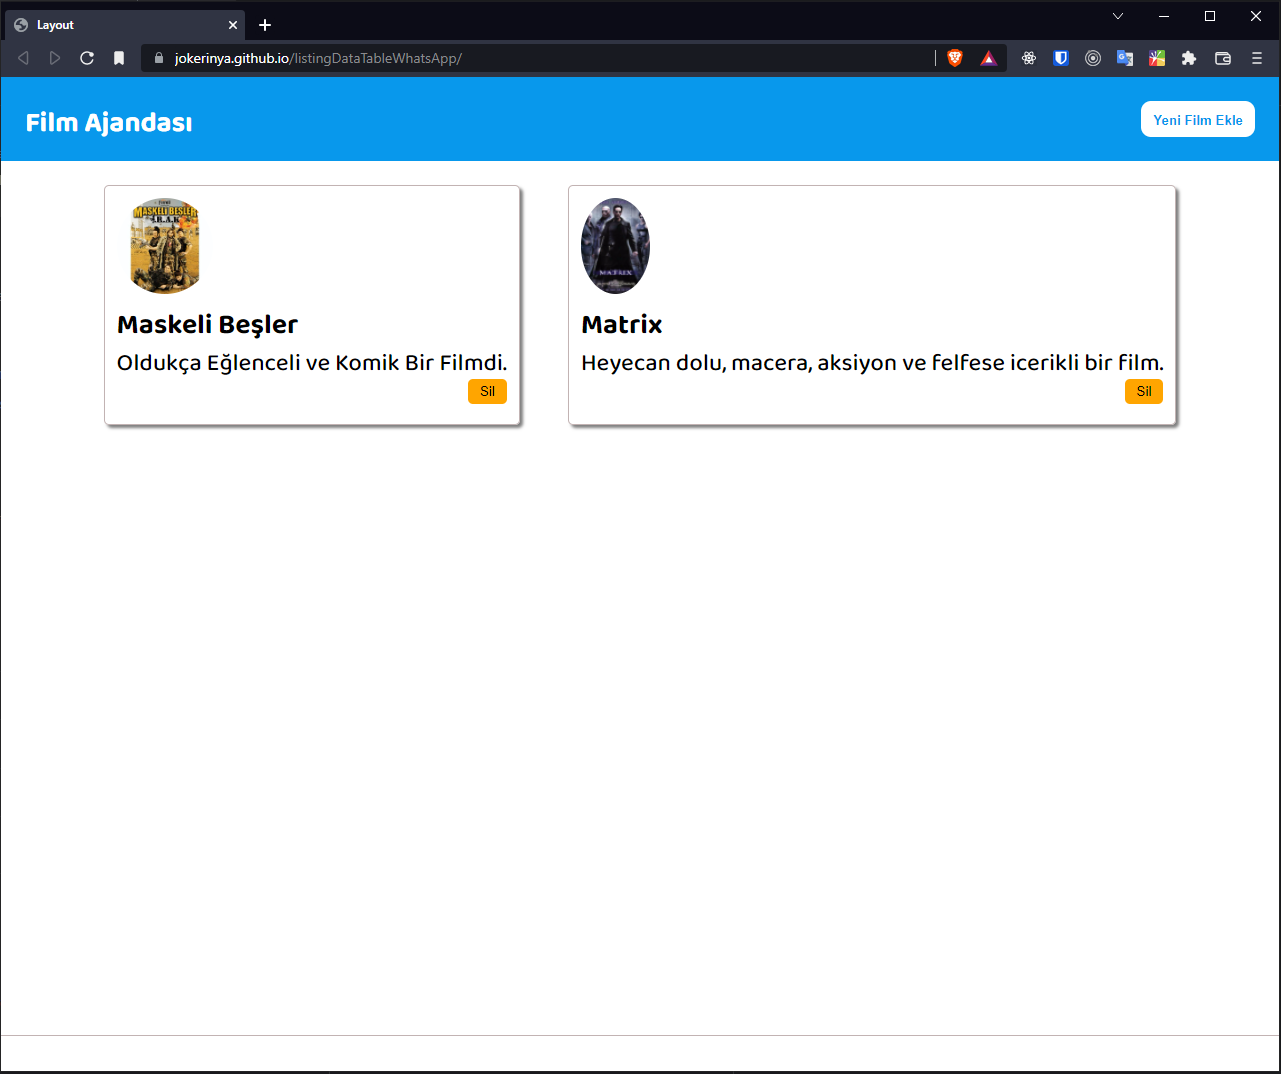 Layout
jokerinya.github.io/listingDataTableWhatsApp/
Film Ajandası
Yeni Film Ekle
MASKELİ BEŞLER
I.R.A.K
Maskeli Beşler
Oldukça Eğlenceli ve Komik Bir Filmdi.
Sil
MATRIX
Matrix
Heyecan dolu, macera, aksiyon ve felfese icerikli bir film.
Sil